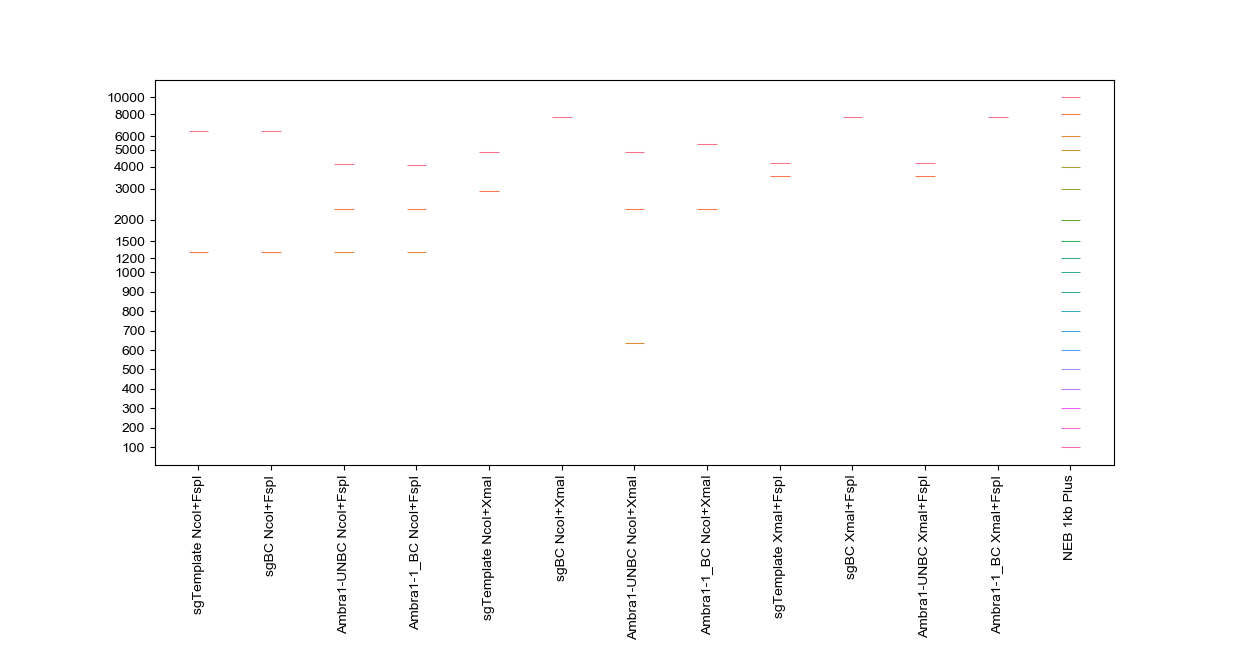 10000
8000
6000
5000
4000
3000
2000
1500
1200
1000
900
800
700
600
500
400
300
200
100
sgTemplate NcoI+FspI
sgBC NcoI+FspI
Ambra1-UNBC NcoI+FspI
Ambra1-1_BC NcoI+FspI
sgTemplate NcoI+XmaI
sgBC NcoI+XmaI
Ambra1-UNBC NcoI+XmaI
Ambra1-1_BC NcoI+XmaI
sgTemplate XmaI+FspI
sgBC XmaI+FspI
Ambra1-UNBC XmaI+FspI
Ambra1-1_BC XmaI+FspI
NEB 1kb Plus